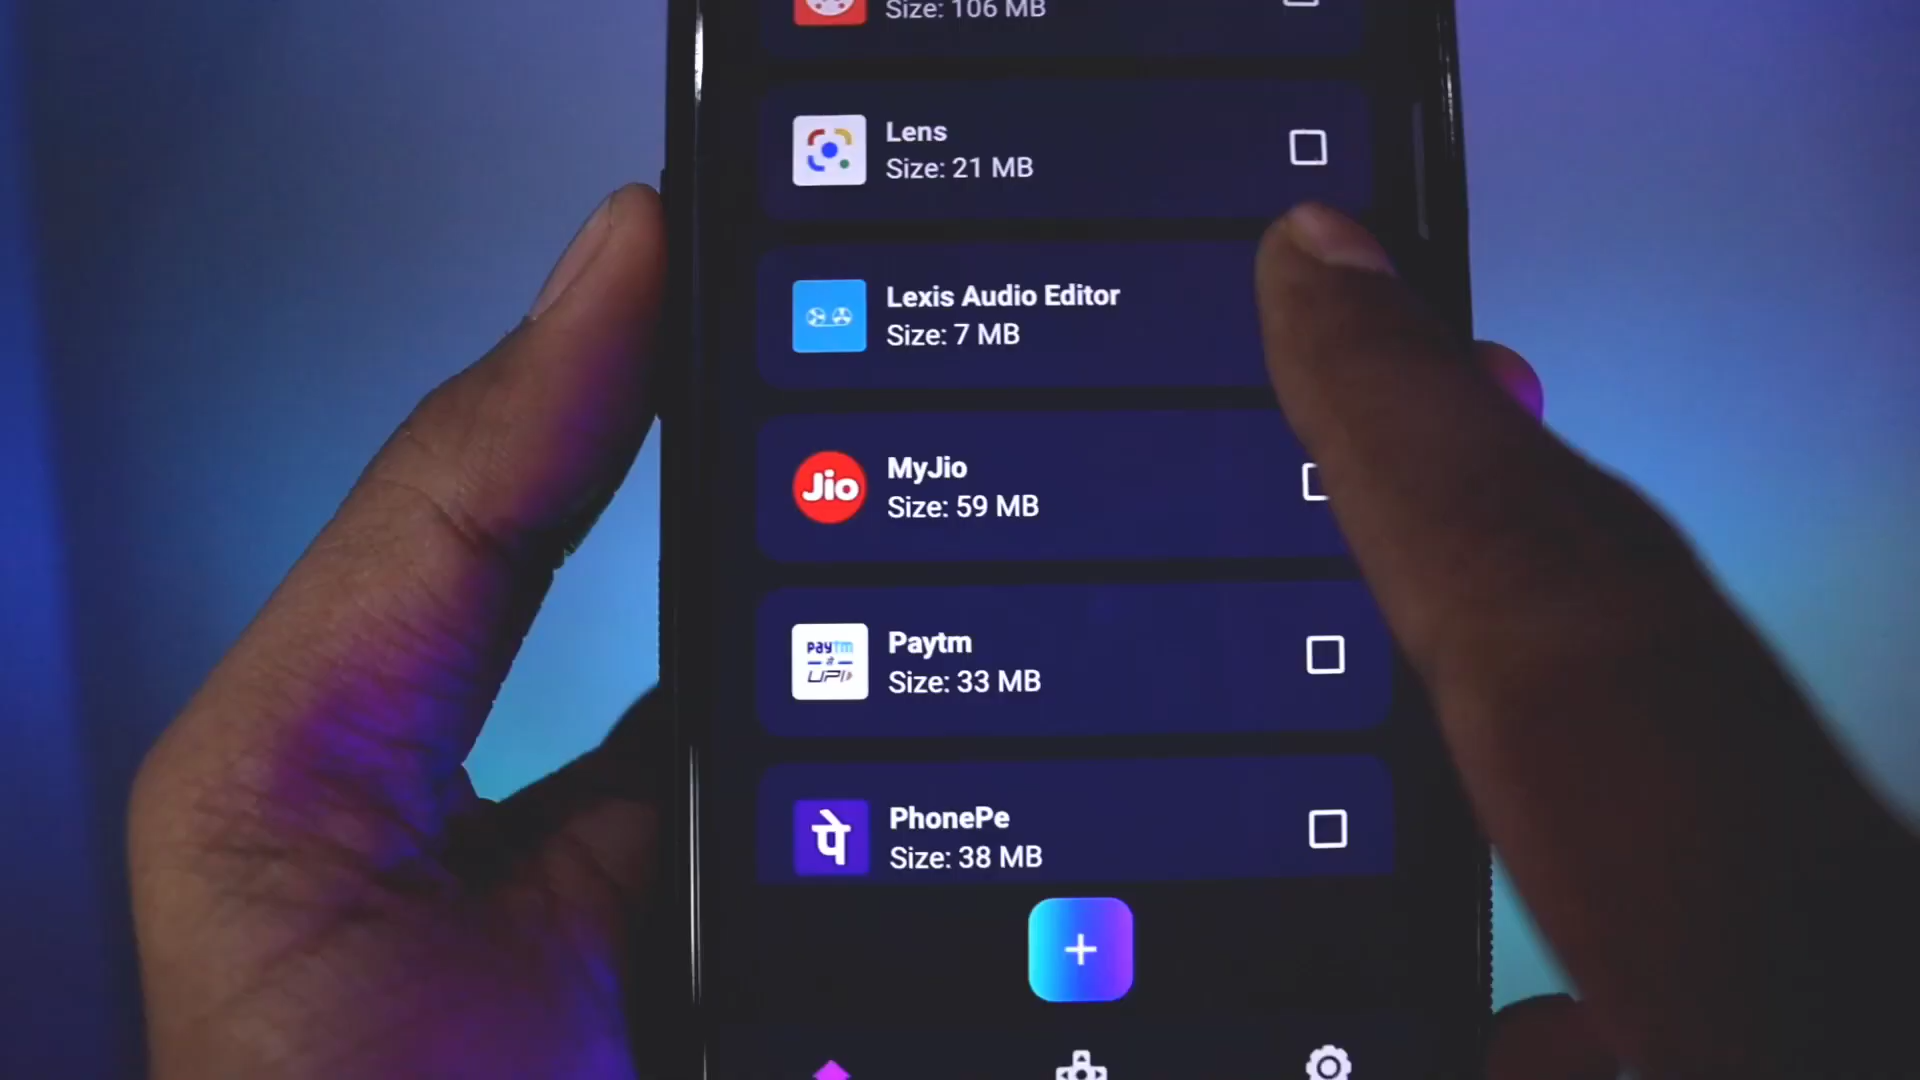 Size: 106 MB
Lens
Size: 21 MB
Lexis Audio Editor
Size: 7 MB
Jio
MyJio
Size: 59 MB
paytm
UPI
Paytm
Size: 33 MB
पे
PhonePe
Size: 38 MB
+